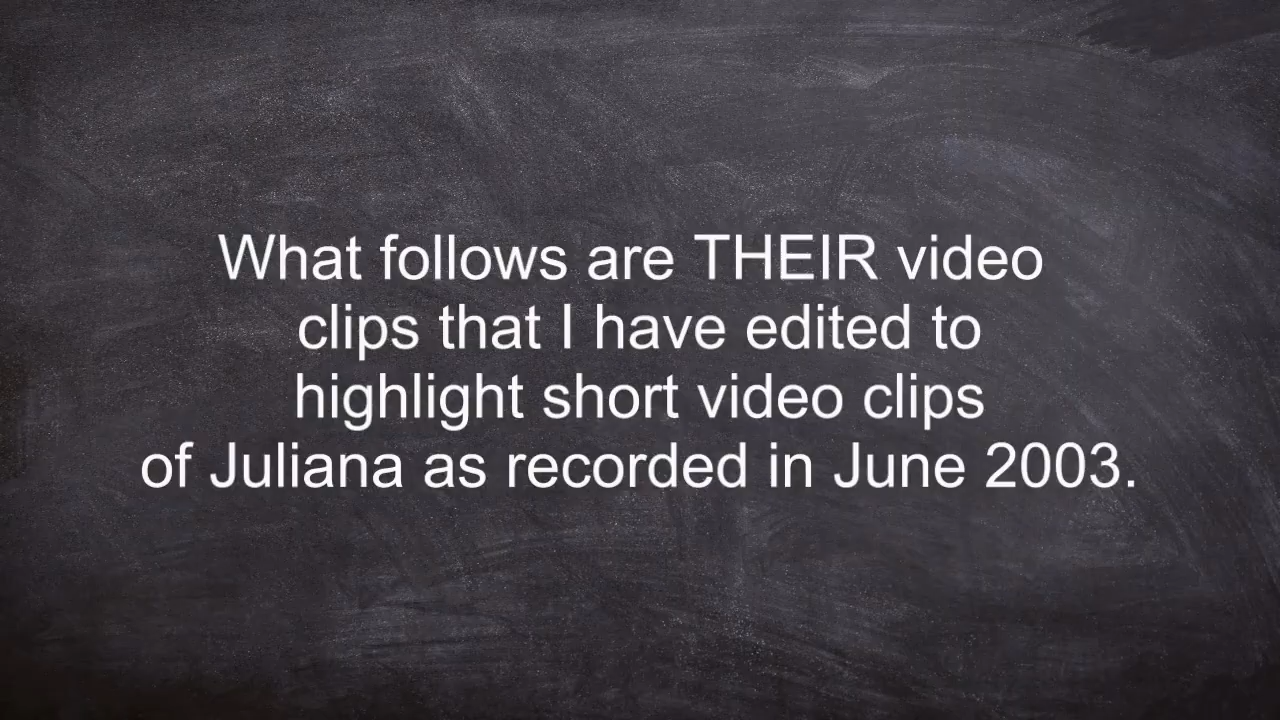 What follows are THEIR video
clips that I have edited to
highlight short video clips
of Juliana as recorded in June 2003.